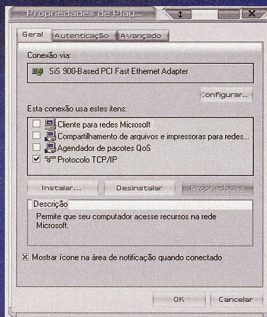 Propriedades de Plag...
Geral
Autenticação
Avançado
Conexão via:
SiS 900-Based PCI Fast Ethernet Adapter
Configurar..
Esta conexão usa estes itens:
Cliente para redes Microsoft
Compartilhamento de arquivos e impressoras para redes...
Agendador de pacotes QoS
Protocolo TCP/IP
Instalar...
Desinstalar
Propriedades
Descrição
Permite que seu computador acesse recursos na rede
Microsoft.
Mostrar ícone na área de notificação quando conectado
OK
Cancelar